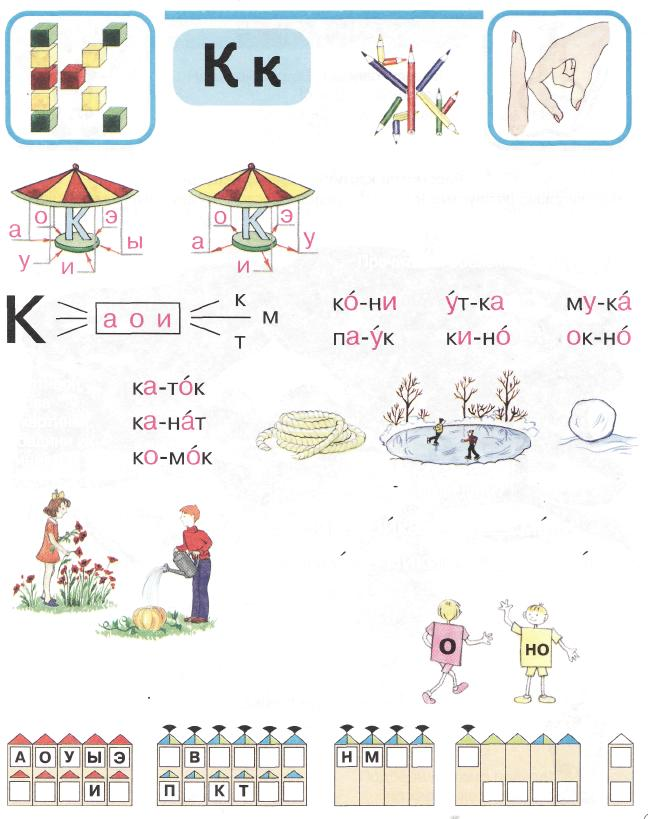 К к
о К э
а ы
у и
о К э
а у
и
К а о и к м т
ко́-ни у́т-ка му-ка́
па-у́к ки-но́ ок-но́
ка-то́к
ка-на́т
ко-мо́к
о но
А О У Ы Э В Н М
И П К Т